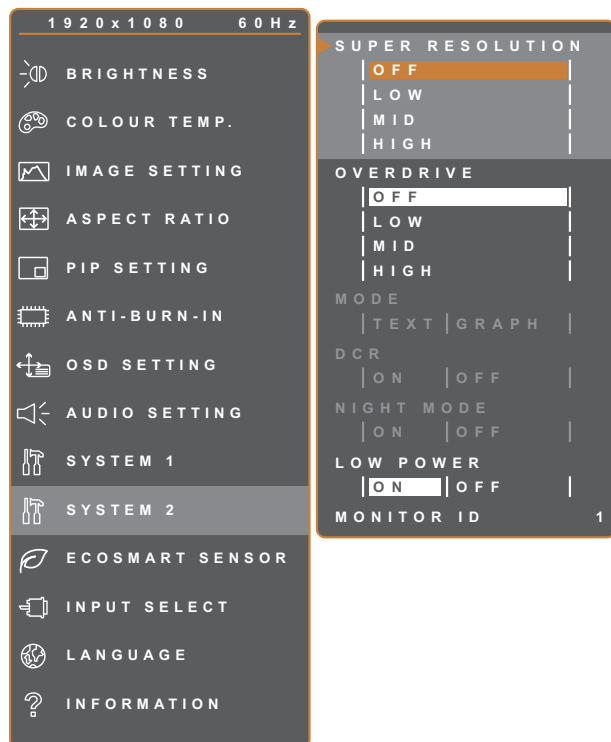 1920x1080 60Hz
BRIGHTNESS
COLOUR TEMP.
IMAGE SETTING
ASPECT RATIO
PIP SETTING
ANTI-BURN-IN
OSD SETTING
AUDIO SETTING
SYSTEM 1
SYSTEM 2
ECOSMART SENSOR
INPUT SELECT
LANGUAGE
INFORMATION
SUPER RESOLUTION
OFF
LOW
MID
HIGH
OVERDRIVE
OFF
LOW
MID
HIGH
MODE
TEXT GRAPH
DCR
ON OFF
NIGHT MODE
ON OFF
LOW POWER
ON OFF
MONITOR ID 1